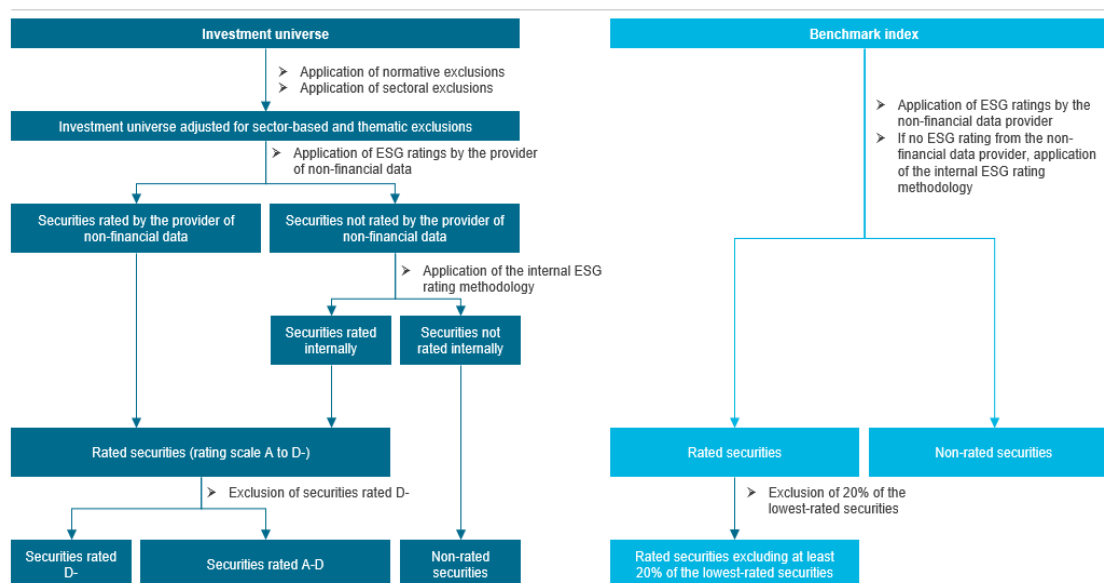 Investment universe
➤ Application of normative exclusions
➤ Application of sectoral exclusions
Investment universe adjusted for sector-based and thematic exclusions
➤ Application of ESG ratings by the provider
of non-financial data
Securities rated by the provider of
non-financial data
Securities not rated by the provider of
non-financial data
➤ Application of the internal ESG
rating methodology
Securities rated
internally
Securities not
rated internally
Rated securities (rating scale A to D-)
➤ Exclusion of securities rated D-
Securities rated
D-
Securities rated A-D
Non-rated
securities
Benchmark index
➤ Application of ESG ratings by the
non-financial data provider
➤ If no ESG rating from the non-
financial data provider, application
of the internal ESG rating
methodology
Rated securities
Non-rated securities
➤ Exclusion of 20% of the
lowest-rated securities
Rated securities excluding at least
20% of the lowest-rated securities